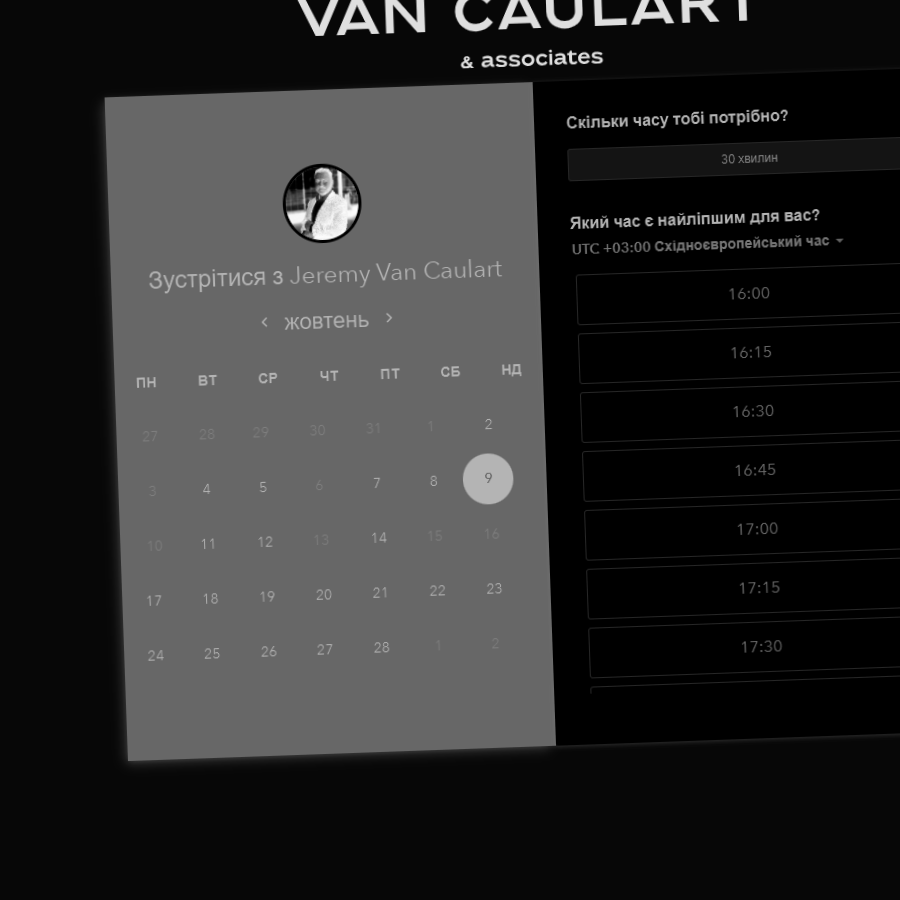 VAN CAULART
& associates
Зустрітися з Jeremy Van Caulart
жовтень
ПН ВТ СР ЧТ ПТ СБ НД
27 28 29 30 31 1 2
3 4 5 6 7 8 9
10 11 12 13 14 15 16
17 18 19 20 21 22 23
24 25 26 27 28 1 2
Скільки часу тобі потрібно?
30 хвилин
Який час є найліпшим для вас?
UTC +03:00 Східноєвропейський час
16:00
16:15
16:30
16:45
17:00
17:15
17:30